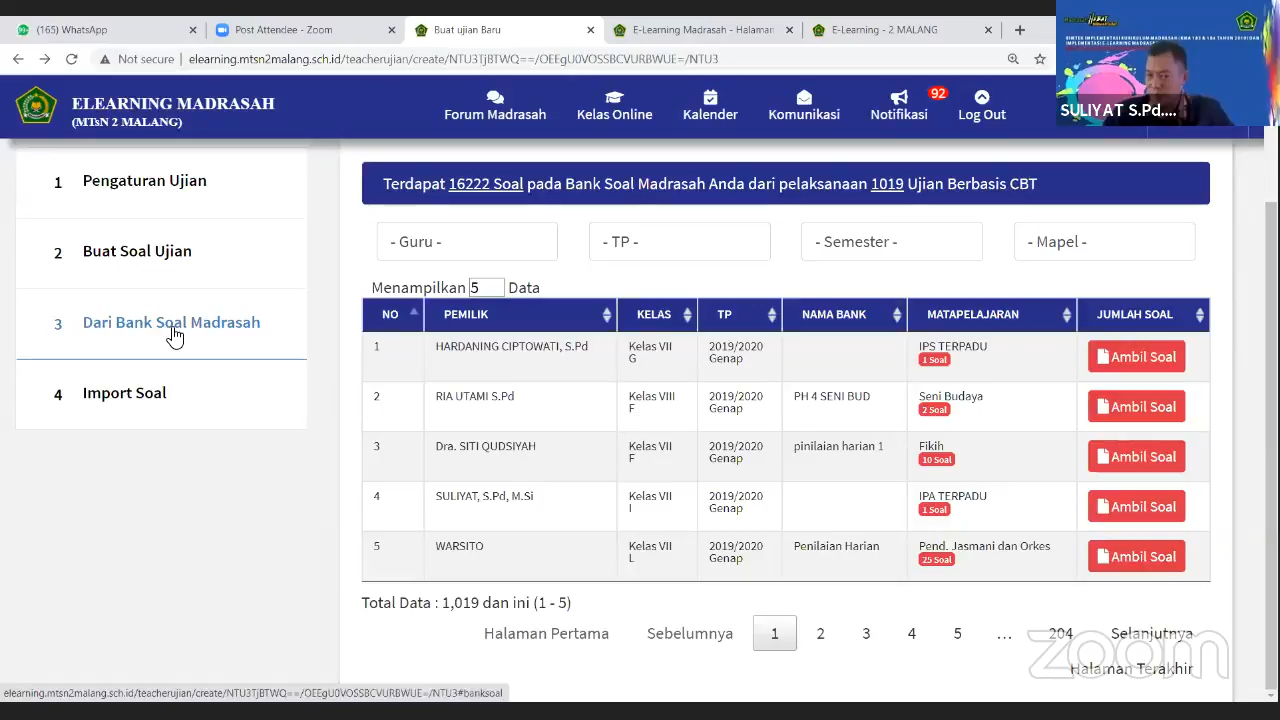 (165) WhatsApp
Post Attendee - Zoom
Buat ujian Baru
E-Learning Madrasah - Halaman
E-Learning - 2 MALANG
Not secure
elearning.mtsn2malang.sch.id/teacherujian/create/NTU3TjBTWQ==/OEEgU0VOSSBCVURBWUE=/NTU3
SULIYAT S.Pd....
ELEARNING MADRASAH
(MTSN 2 MALANG)
Forum Madrasah
Kelas Online
Kalender
Komunikasi
92
Notifikasi
Log Out
1 Pengaturan Ujian
2 Buat Soal Ujian
3 Dari Bank Soal Madrasah
4 Import Soal
Terdapat 16222 Soal pada Bank Soal Madrasah Anda dari pelaksanaan 1019 Ujian Berbasis CBT
- Guru - - TP - - Semester - - Mapel -
Menampilkan 5 Data
NO PEMILIK KELAS TP NAMA BANK MATAPELAJARAN JUMLAH SOAL
1 HARDANING CIPTOWATI, S.Pd Kelas VII 2019/2020 IPS TERPADU Ambil Soal
G Genap 1 Soal
2 RIA UTAMI S.Pd Kelas VIII 2019/2020 PH 4 SENI BUD Seni Budaya Ambil Soal
F Genap 2 Soal
3 Dra. SITI QUDSIYAH Kelas VII 2019/2020 pinilaian harian 1 Fikih Ambil Soal
F Genap 10 Soal
4 SULIYAT, S.Pd, M.Si Kelas VII 2019/2020 IPA TERPADU Ambil Soal
I Genap 1 Soal
5 WARSITO Kelas VII 2019/2020 Penilaian Harian Pend. Jasmani dan Orkes Ambil Soal
L Genap 25 Soal
Total Data : 1,019 dan ini (1 - 5)
Halaman Pertama Sebelumnya 1 2 3 4 5 ... 204 Selanjutnya
Halaman Terakhir
zoom
elearning.mtsn2malang.sch.id/teacherujian/create/NTU3TjBTWQ==/OEEgU0VOSSBCVURBWUE=/NTU3#banksoal